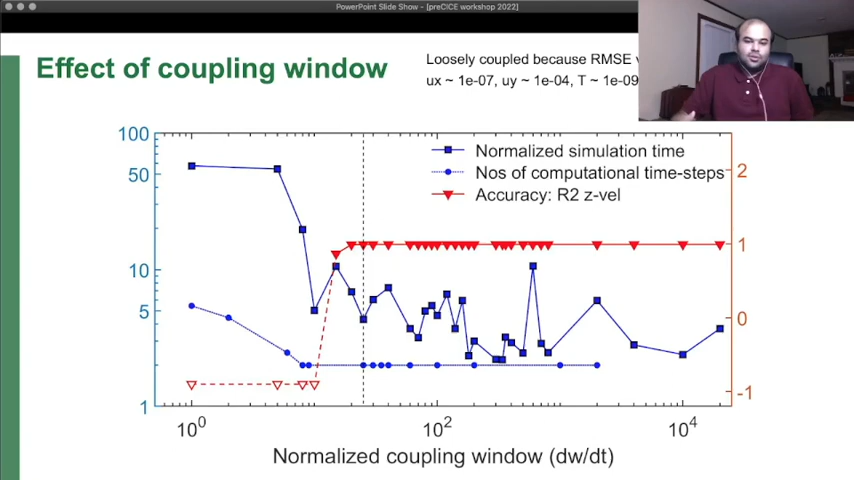 PowerPoint Slide Show - [preCICE workshop 2022]
Effect of coupling window
Loosely coupled because RMSE
ux ~ 1e-07, uy ~ 1e-04, T ~ 1e-09
100
50
10
5
1
2
1
0
-1
Normalized simulation time
Nos of computational time-steps
Accuracy: R2 z-vel
10⁰
10²
10⁴
Normalized coupling window (dw/dt)